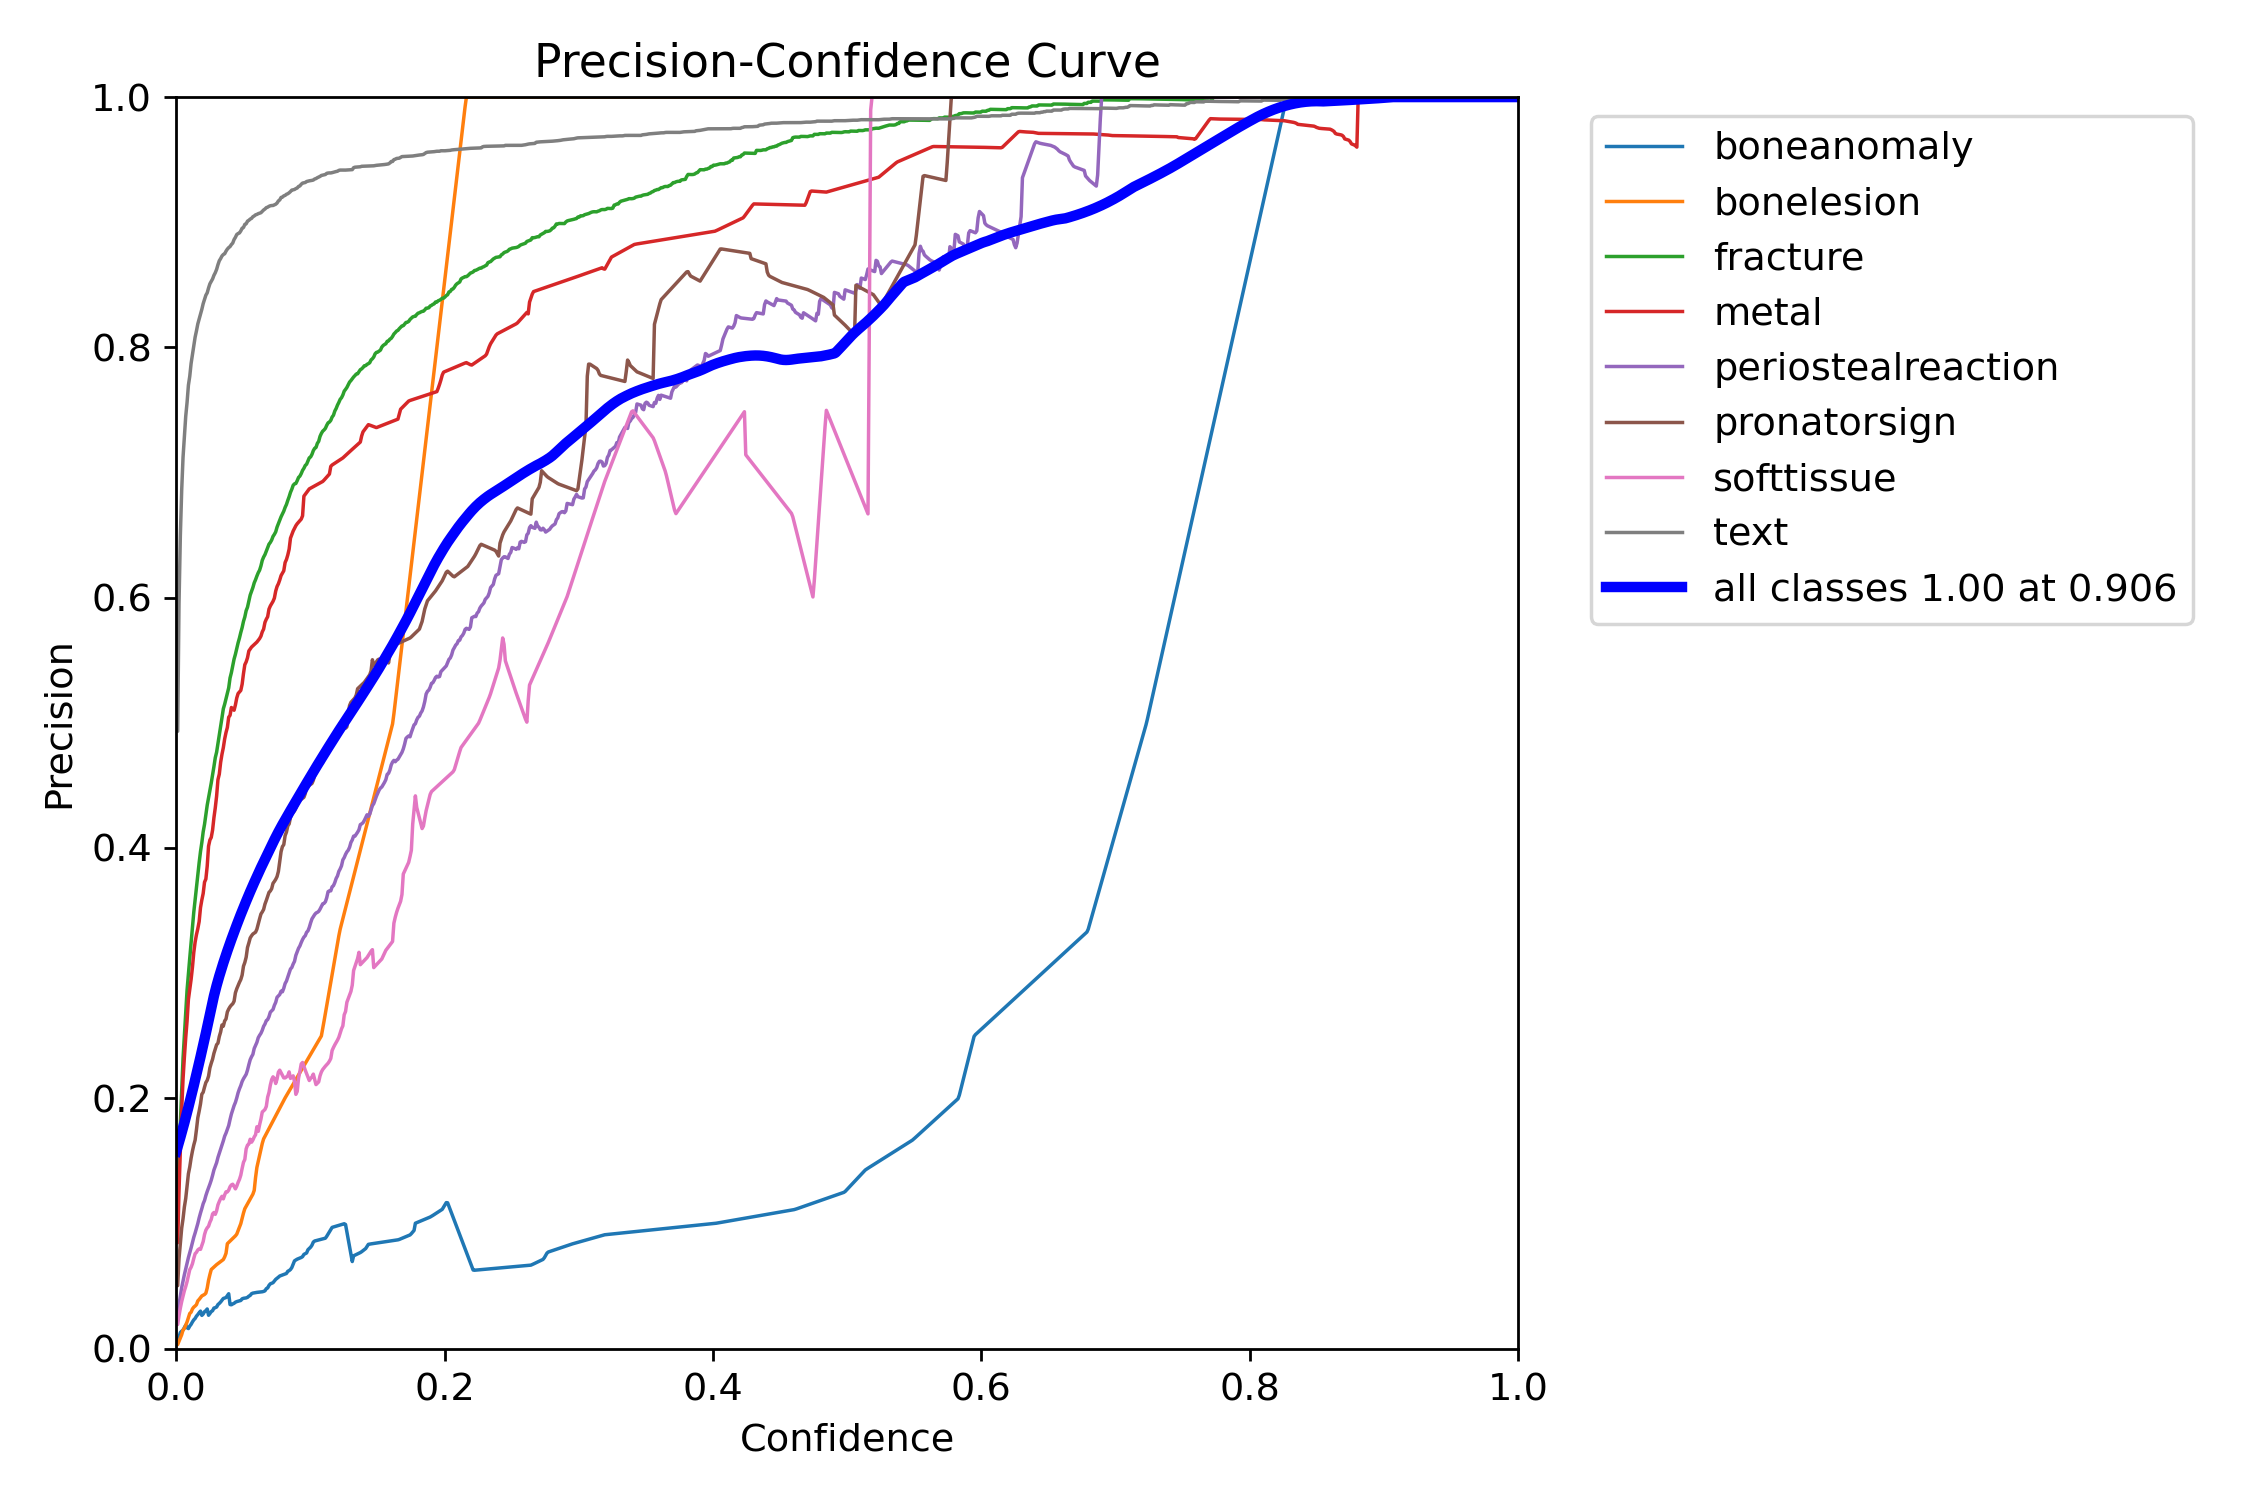 Precision-Confidence Curve
1.0
0.8
0.6
0.4
0.2
0.0
Precision
0.0 0.2 0.4 0.6 0.8 1.0
Confidence
boneanomaly
bonelesion
fracture
metal
periostealreaction
pronatorsign
softtissue
text
all classes 1.00 at 0.906